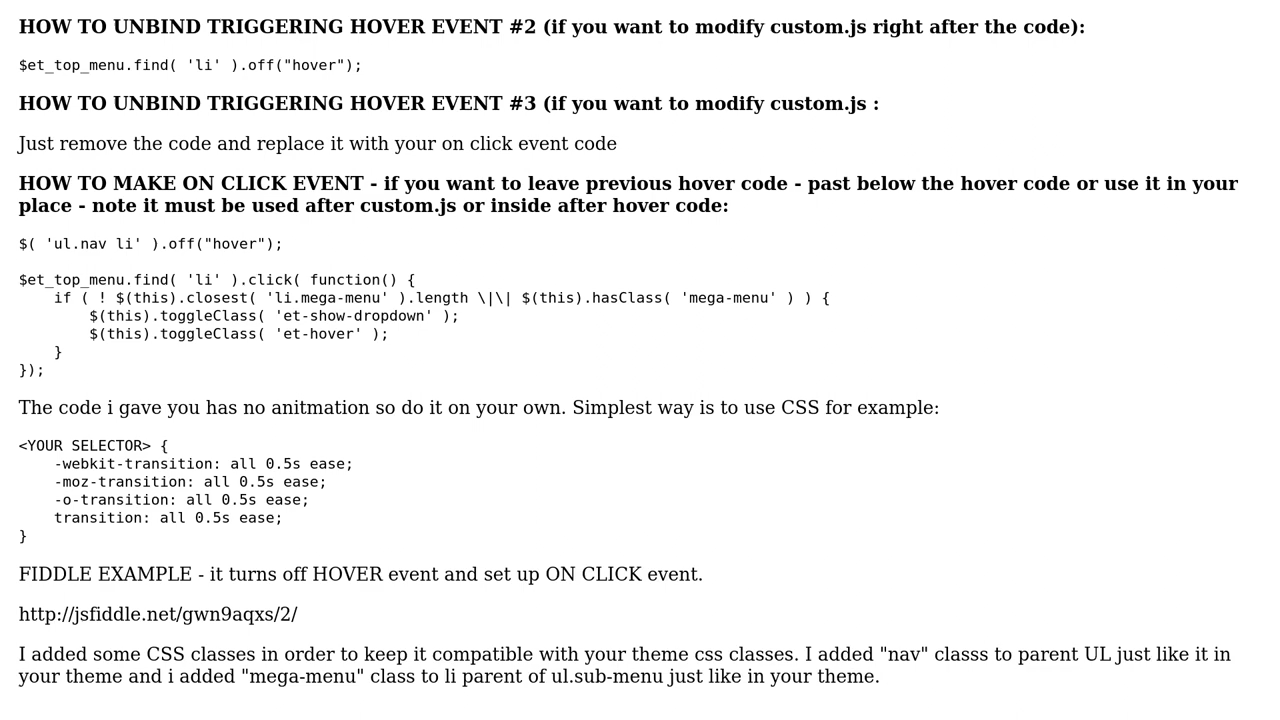 HOW TO UNBIND TRIGGERING HOVER EVENT #2 (if you want to modify custom.js right after the code):
$et_top_menu.find( 'li' ).off("hover");
HOW TO UNBIND TRIGGERING HOVER EVENT #3 (if you want to modify custom.js :
Just remove the code and replace it with your on click event code
HOW TO MAKE ON CLICK EVENT - if you want to leave previous hover code - past below the hover code or use it in your
place - note it must be used after custom.js or inside after hover code:
$( 'ul.nav li' ).off("hover");
$et_top_menu.find( 'li' ).click( function() {
    if ( ! $(this).closest( 'li.mega-menu' ).length \|\| $(this).hasClass( 'mega-menu' ) ) {
        $(this).toggleClass( 'et-show-dropdown' );
        $(this).toggleClass( 'et-hover' );
    }
});
The code i gave you has no anitmation so do it on your own. Simplest way is to use CSS for example:
<YOUR SELECTOR> {
    -webkit-transition: all 0.5s ease;
    -moz-transition: all 0.5s ease;
    -o-transition: all 0.5s ease;
    transition: all 0.5s ease;
}
FIDDLE EXAMPLE - it turns off HOVER event and set up ON CLICK event.
http://jsfiddle.net/gwn9aqxs/2/
I added some CSS classes in order to keep it compatible with your theme css classes. I added "nav" classs to parent UL just like it in
your theme and i added "mega-menu" class to li parent of ul.sub-menu just like in your theme.